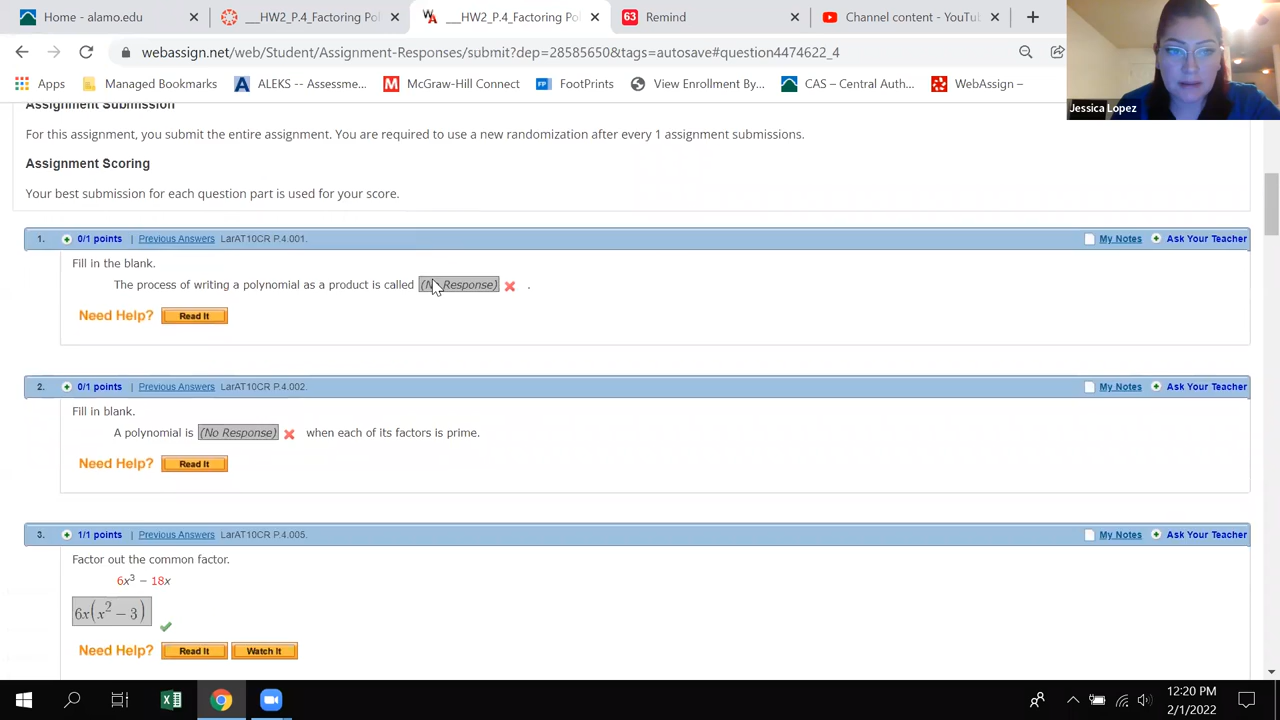 Home - alamo.edu
__HW2_P.4_Factoring Pol
__HW2_P.4_Factoring Pol
63 Remind
Channel content - YouTu
webassign.net/web/Student/Assignment-Responses/submit?dep=28585650&tags=autosave#question4474622_4
Apps
Managed Bookmarks
ALEKS -- Assessme...
McGraw-Hill Connect
FootPrints
View Enrollment By...
CAS – Central Auth...
WebAssign –
Jessica Lopez
Assignment Submission
For this assignment, you submit the entire assignment. You are required to use a new randomization after every 1 assignment submissions.
Assignment Scoring
Your best submission for each question part is used for your score.
1. 0/1 points | Previous Answers LarAT10CR P.4.001. My Notes Ask Your Teacher
Fill in the blank.
The process of writing a polynomial as a product is called (No Response) .
Need Help? Read It
2. 0/1 points | Previous Answers LarAT10CR P.4.002. My Notes Ask Your Teacher
Fill in blank.
A polynomial is (No Response) when each of its factors is prime.
Need Help? Read It
3. 1/1 points | Previous Answers LarAT10CR P.4.005. My Notes Ask Your Teacher
Factor out the common factor.
6x³ − 18x
6x(x² − 3)
Need Help? Read It Watch It
12:20 PM
2/1/2022